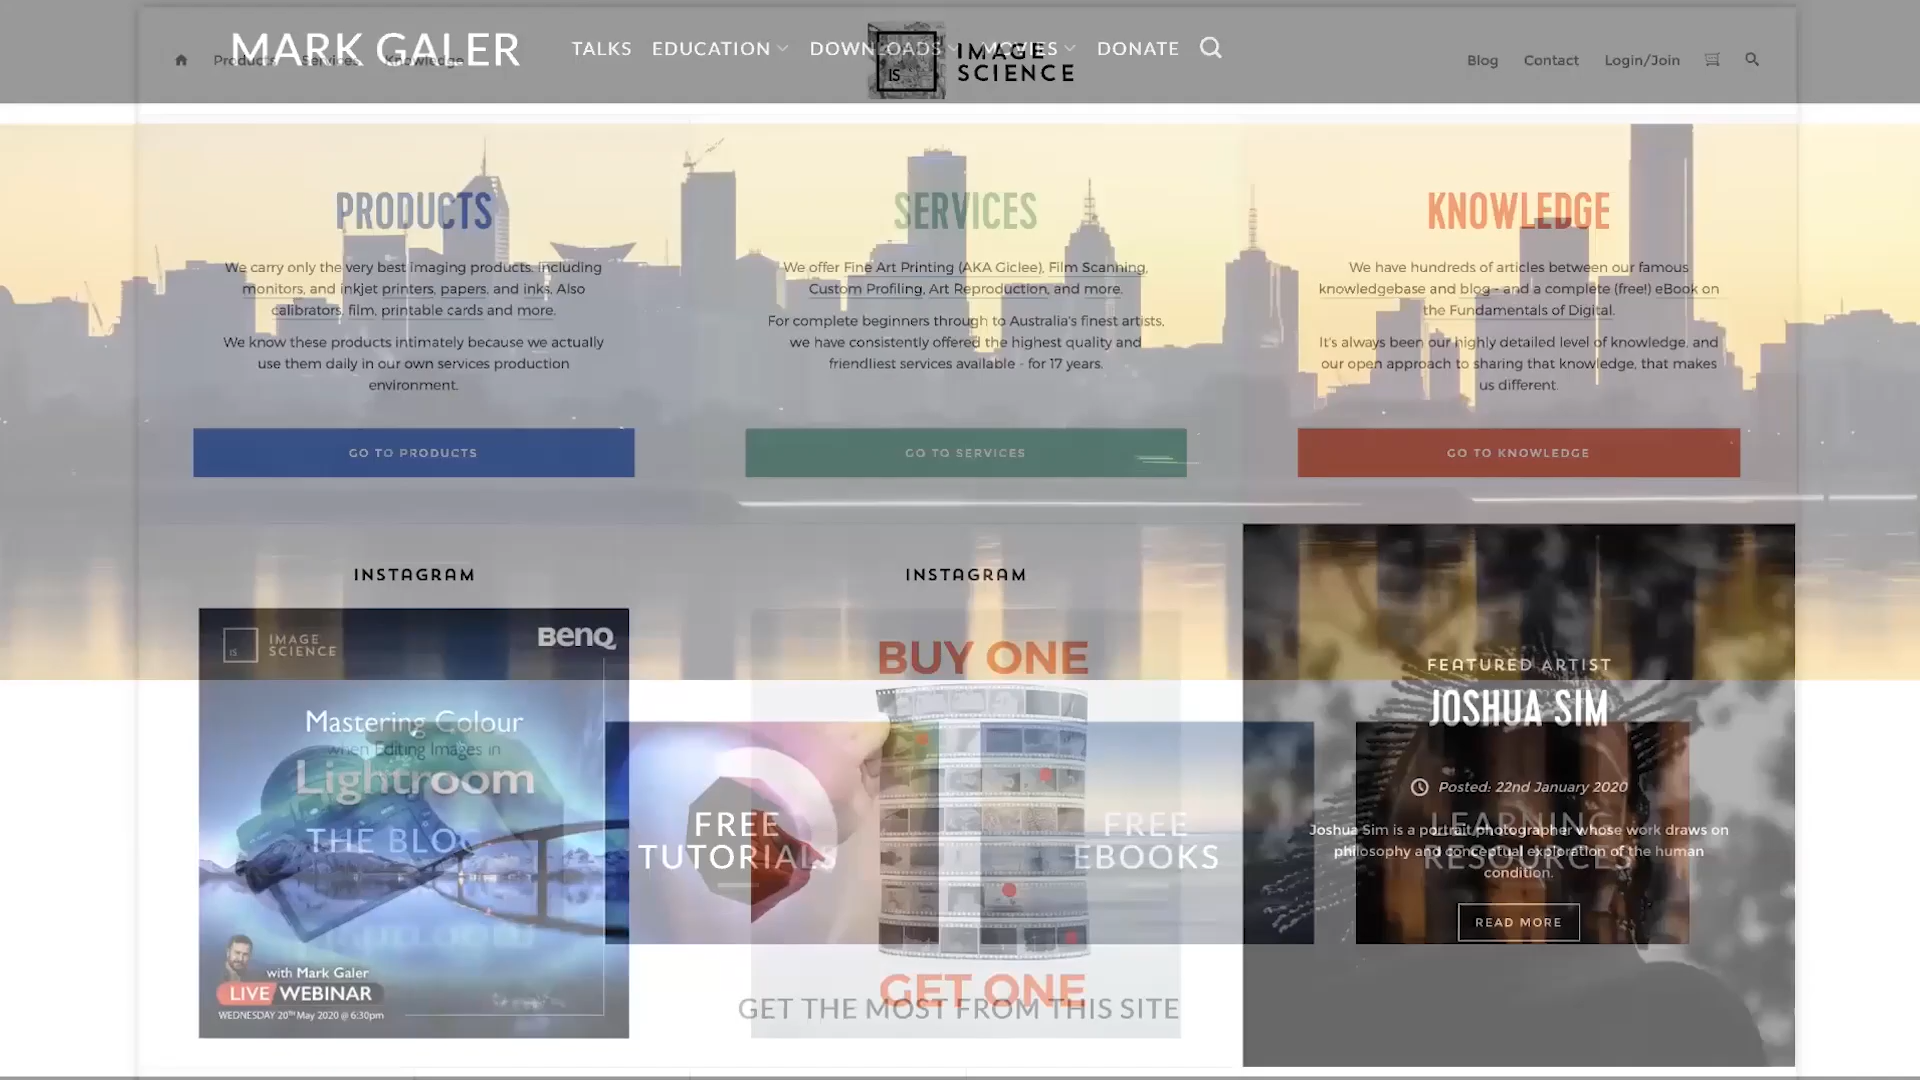 MARK GALER
TALKS EDUCATION DOWNLOADS MOVIES DONATE
Products Services Knowledge
IS
IMAGE
SCIENCE
Blog Contact Login/Join
PRODUCTS
We carry only the very best imaging products. Including
monitors, and inkjet printers, papers, and inks. Also
calibrators, film, printable cards and more.
We know these products intimately because we actually
use them daily in our own services production
environment.
GO TO PRODUCTS
SERVICES
We offer Fine Art Printing (AKA Giclee), Film Scanning,
Custom Profiling, Art Reproduction, and more.
For complete beginners through to Australia's finest artists,
we have consistently offered the highest quality and
friendliest services available - for 17 years.
GO TO SERVICES
KNOWLEDGE
We have hundreds of articles between our famous
knowledgebase and blog - and a complete (free!) eBook on
the Fundamentals of Digital.
It's always been our highly detailed level of knowledge, and
our open approach to sharing that knowledge, that makes
us different.
GO TO KNOWLEDGE
INSTAGRAM
IS
IMAGE
SCIENCE
BenQ
Mastering Colour
when Editing Images in
Lightroom
THE BLOG
with Mark Galer
LIVE WEBINAR
WEDNESDAY 20TH May 2020 @ 6:30pm
INSTAGRAM
BUY ONE
GET ONE
FREE
TUTORIALS
FREE
EBOOKS
FEATURED ARTIST
JOSHUA SIM
Posted: 22nd January 2020
Joshua Sim is a portrait photographer whose work draws on
philosophy and conceptual exploration of the human
condition.
LEARNING
RESOURCES
READ MORE
GET THE MOST FROM THIS SITE